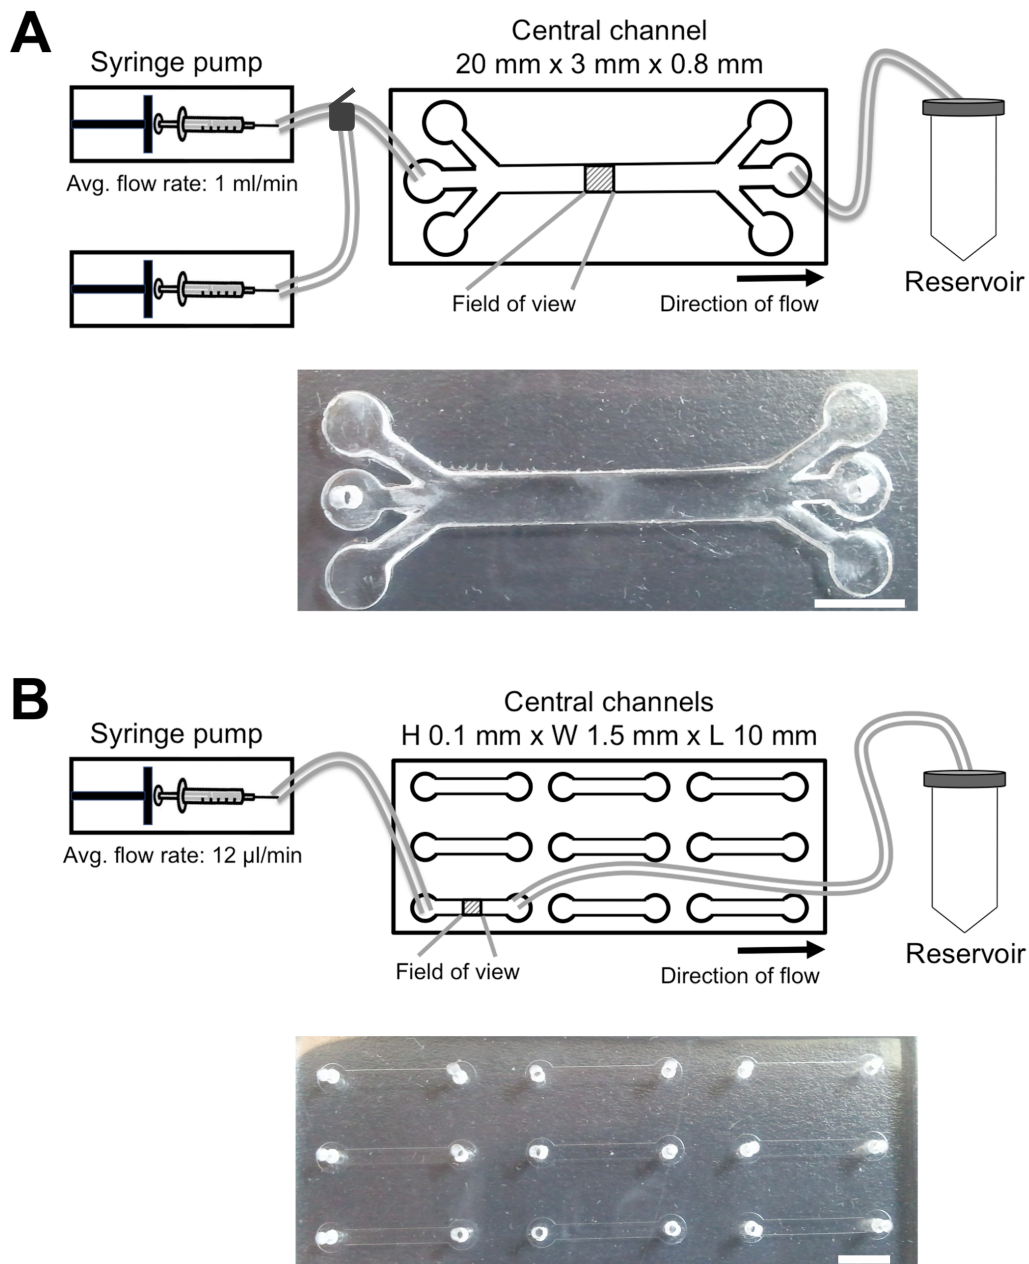 A
Central channel
20 mm x 3 mm x 0.8 mm
Syringe pump
Avg. flow rate: 1 ml/min
Field of view
Direction of flow
Reservoir
B
Central channels
H 0.1 mm x W 1.5 mm x L 10 mm
Syringe pump
Avg. flow rate: 12 µl/min
Field of view
Direction of flow
Reservoir